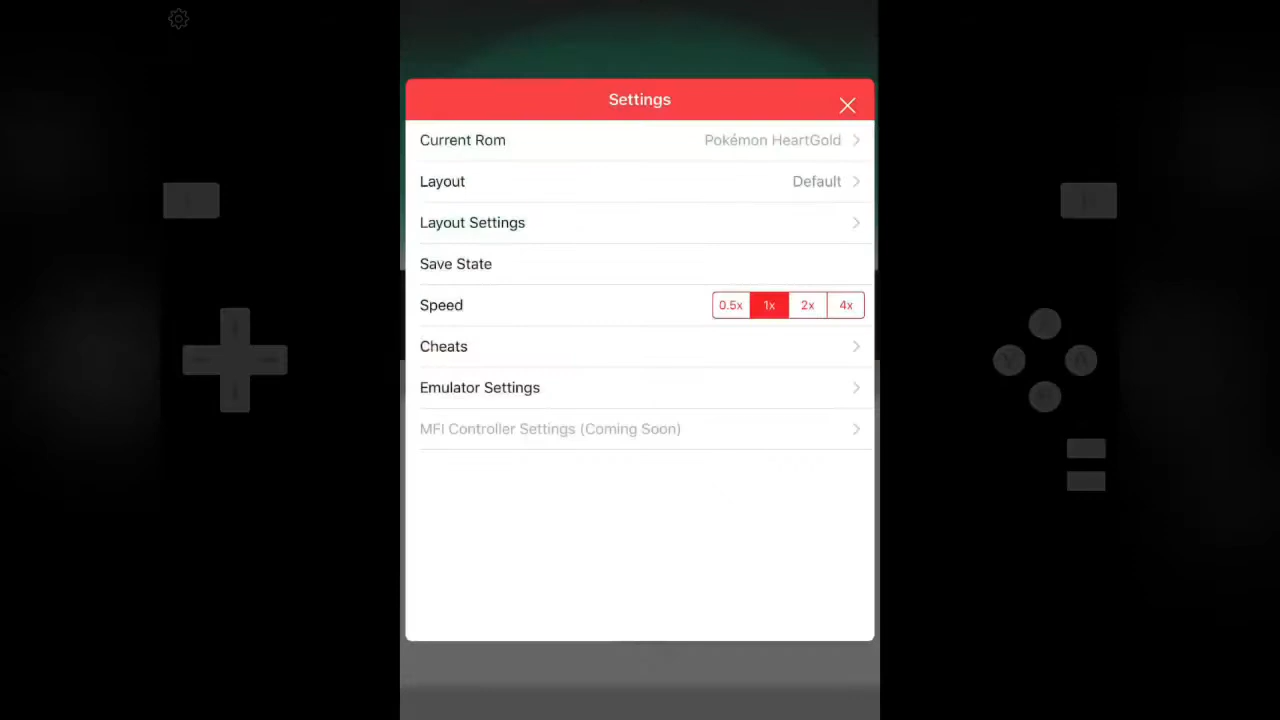 Settings
Current Rom Pokémon HeartGold
Layout Default
Layout Settings
Save State
Speed 0.5x 1x 2x 4x
Cheats
Emulator Settings
MFI Controller Settings (Coming Soon)
Y A